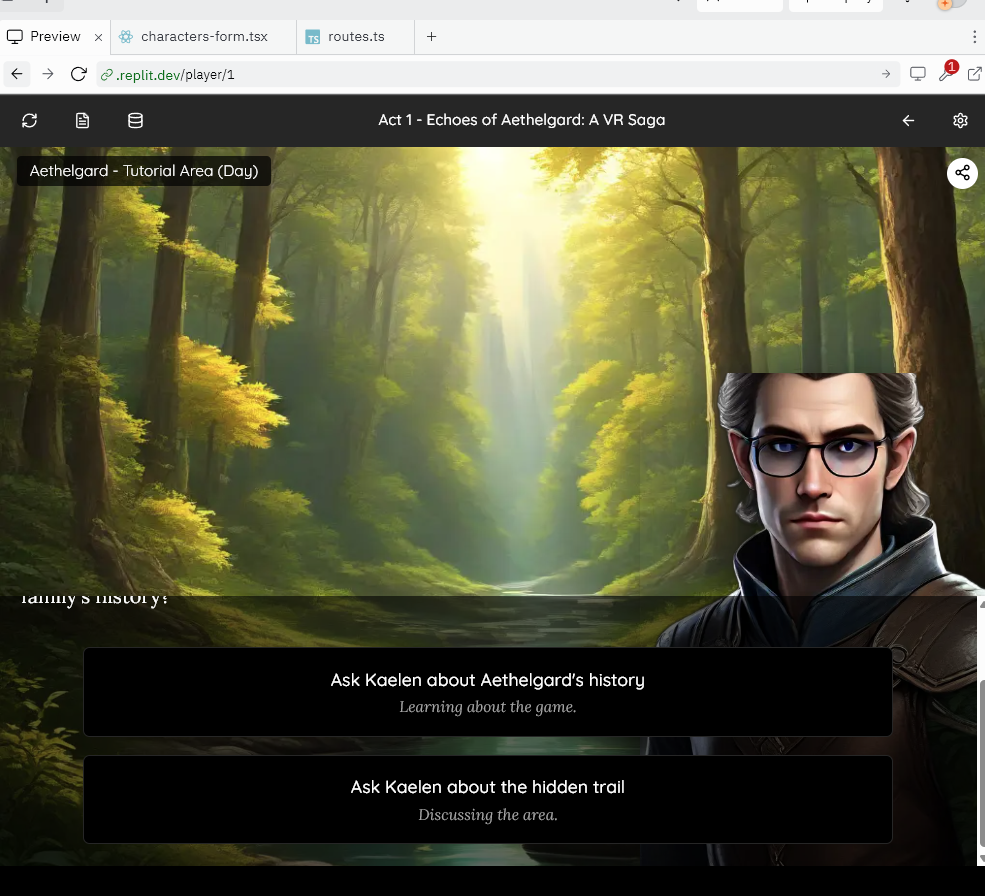 Preview
characters-form.tsx
TS routes.ts
.replit.dev/player/1
1
Act 1 - Echoes of Aethelgard: A VR Saga
Aethelgard - Tutorial Area (Day)
family's history?
Ask Kaelen about Aethelgard's history
Learning about the game.
Ask Kaelen about the hidden trail
Discussing the area.